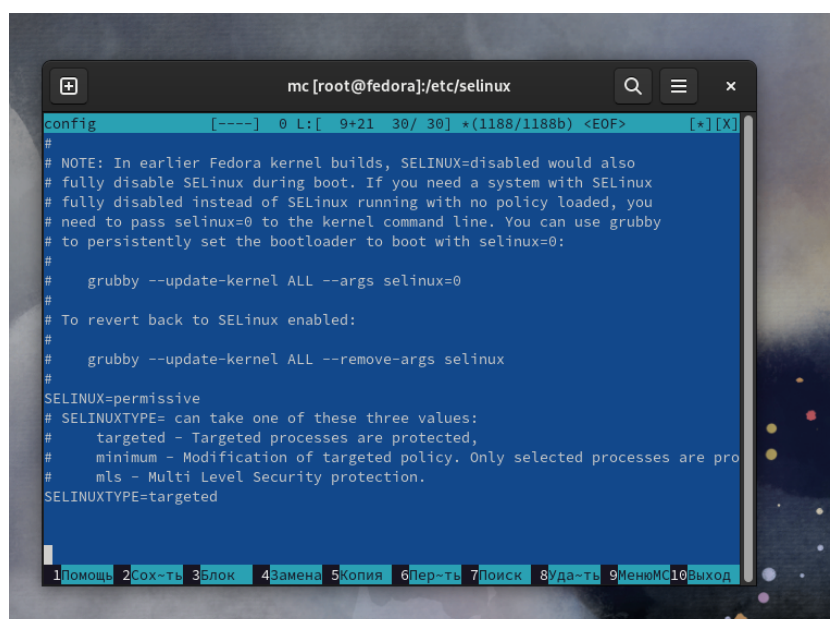 mc [root@fedora]:/etc/selinux
config [----] 0 L:[ 9+21 30/ 30] *(1188/1188b) <EOF> [*][X]
#
# NOTE: In earlier Fedora kernel builds, SELINUX=disabled would also
# fully disable SELinux during boot. If you need a system with SELinux
# fully disabled instead of SELinux running with no policy loaded, you
# need to pass selinux=0 to the kernel command line. You can use grubby
# to persistently set the bootloader to boot with selinux=0:
#
# grubby --update-kernel ALL --args selinux=0
#
# To revert back to SELinux enabled:
#
# grubby --update-kernel ALL --remove-args selinux
#
SELINUX=permissive
# SELINUXTYPE= can take one of these three values:
# targeted - Targeted processes are protected,
# minimum - Modification of targeted policy. Only selected processes are pro
# mls - Multi Level Security protection.
SELINUXTYPE=targeted
1Помощь 2Сох~ть 3Блок 4Замена 5Копия 6Пер~ть 7Поиск 8Уда~ть 9МенюMC 10Выход